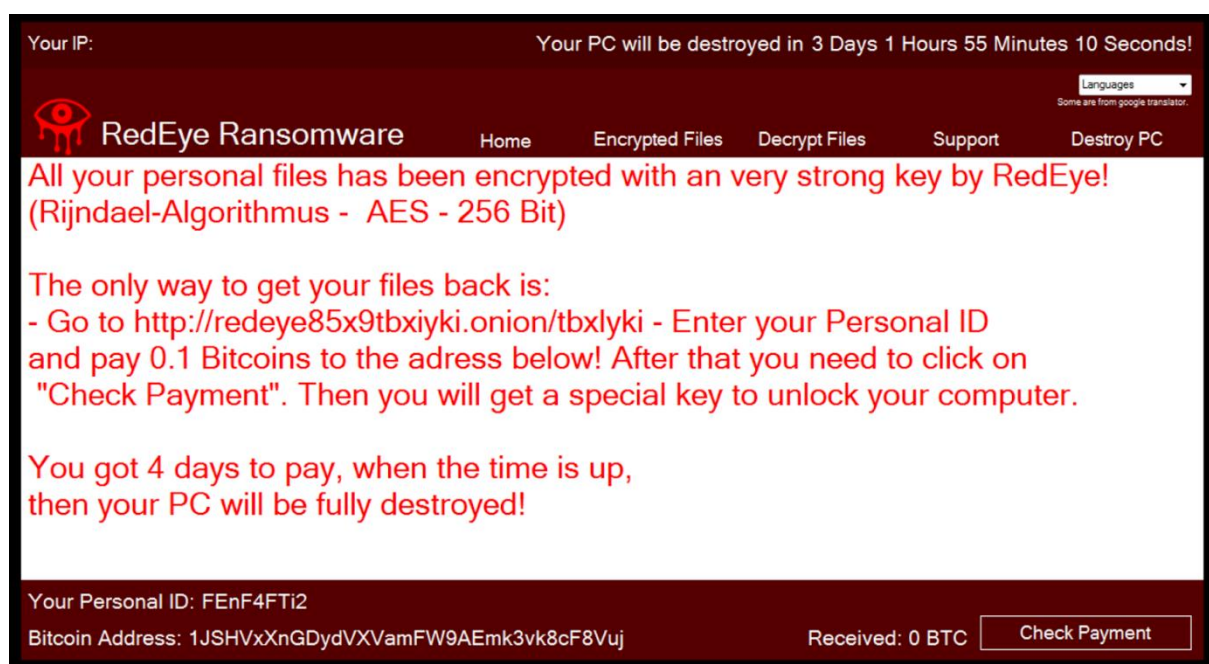 Your IP:
Your PC will be destroyed in 3 Days 1 Hours 55 Minutes 10 Seconds!
Languages
Some are from google translator.
RedEye Ransomware
Home
Encrypted Files
Decrypt Files
Support
Destroy PC
All your personal files has been encrypted with an very strong key by RedEye!
(Rijndael-Algorithmus - AES - 256 Bit)
The only way to get your files back is:
- Go to http://redeye85x9tbxiyki.onion/tbxlyki - Enter your Personal ID
and pay 0.1 Bitcoins to the adress below! After that you need to click on
"Check Payment". Then you will get a special key to unlock your computer.
You got 4 days to pay, when the time is up,
then your PC will be fully destroyed!
Your Personal ID: FEnF4FTi2
Bitcoin Address: 1JSHVxXnGDydVXVamFW9AEmk3vk8cF8Vuj
Received: 0 BTC
Check Payment